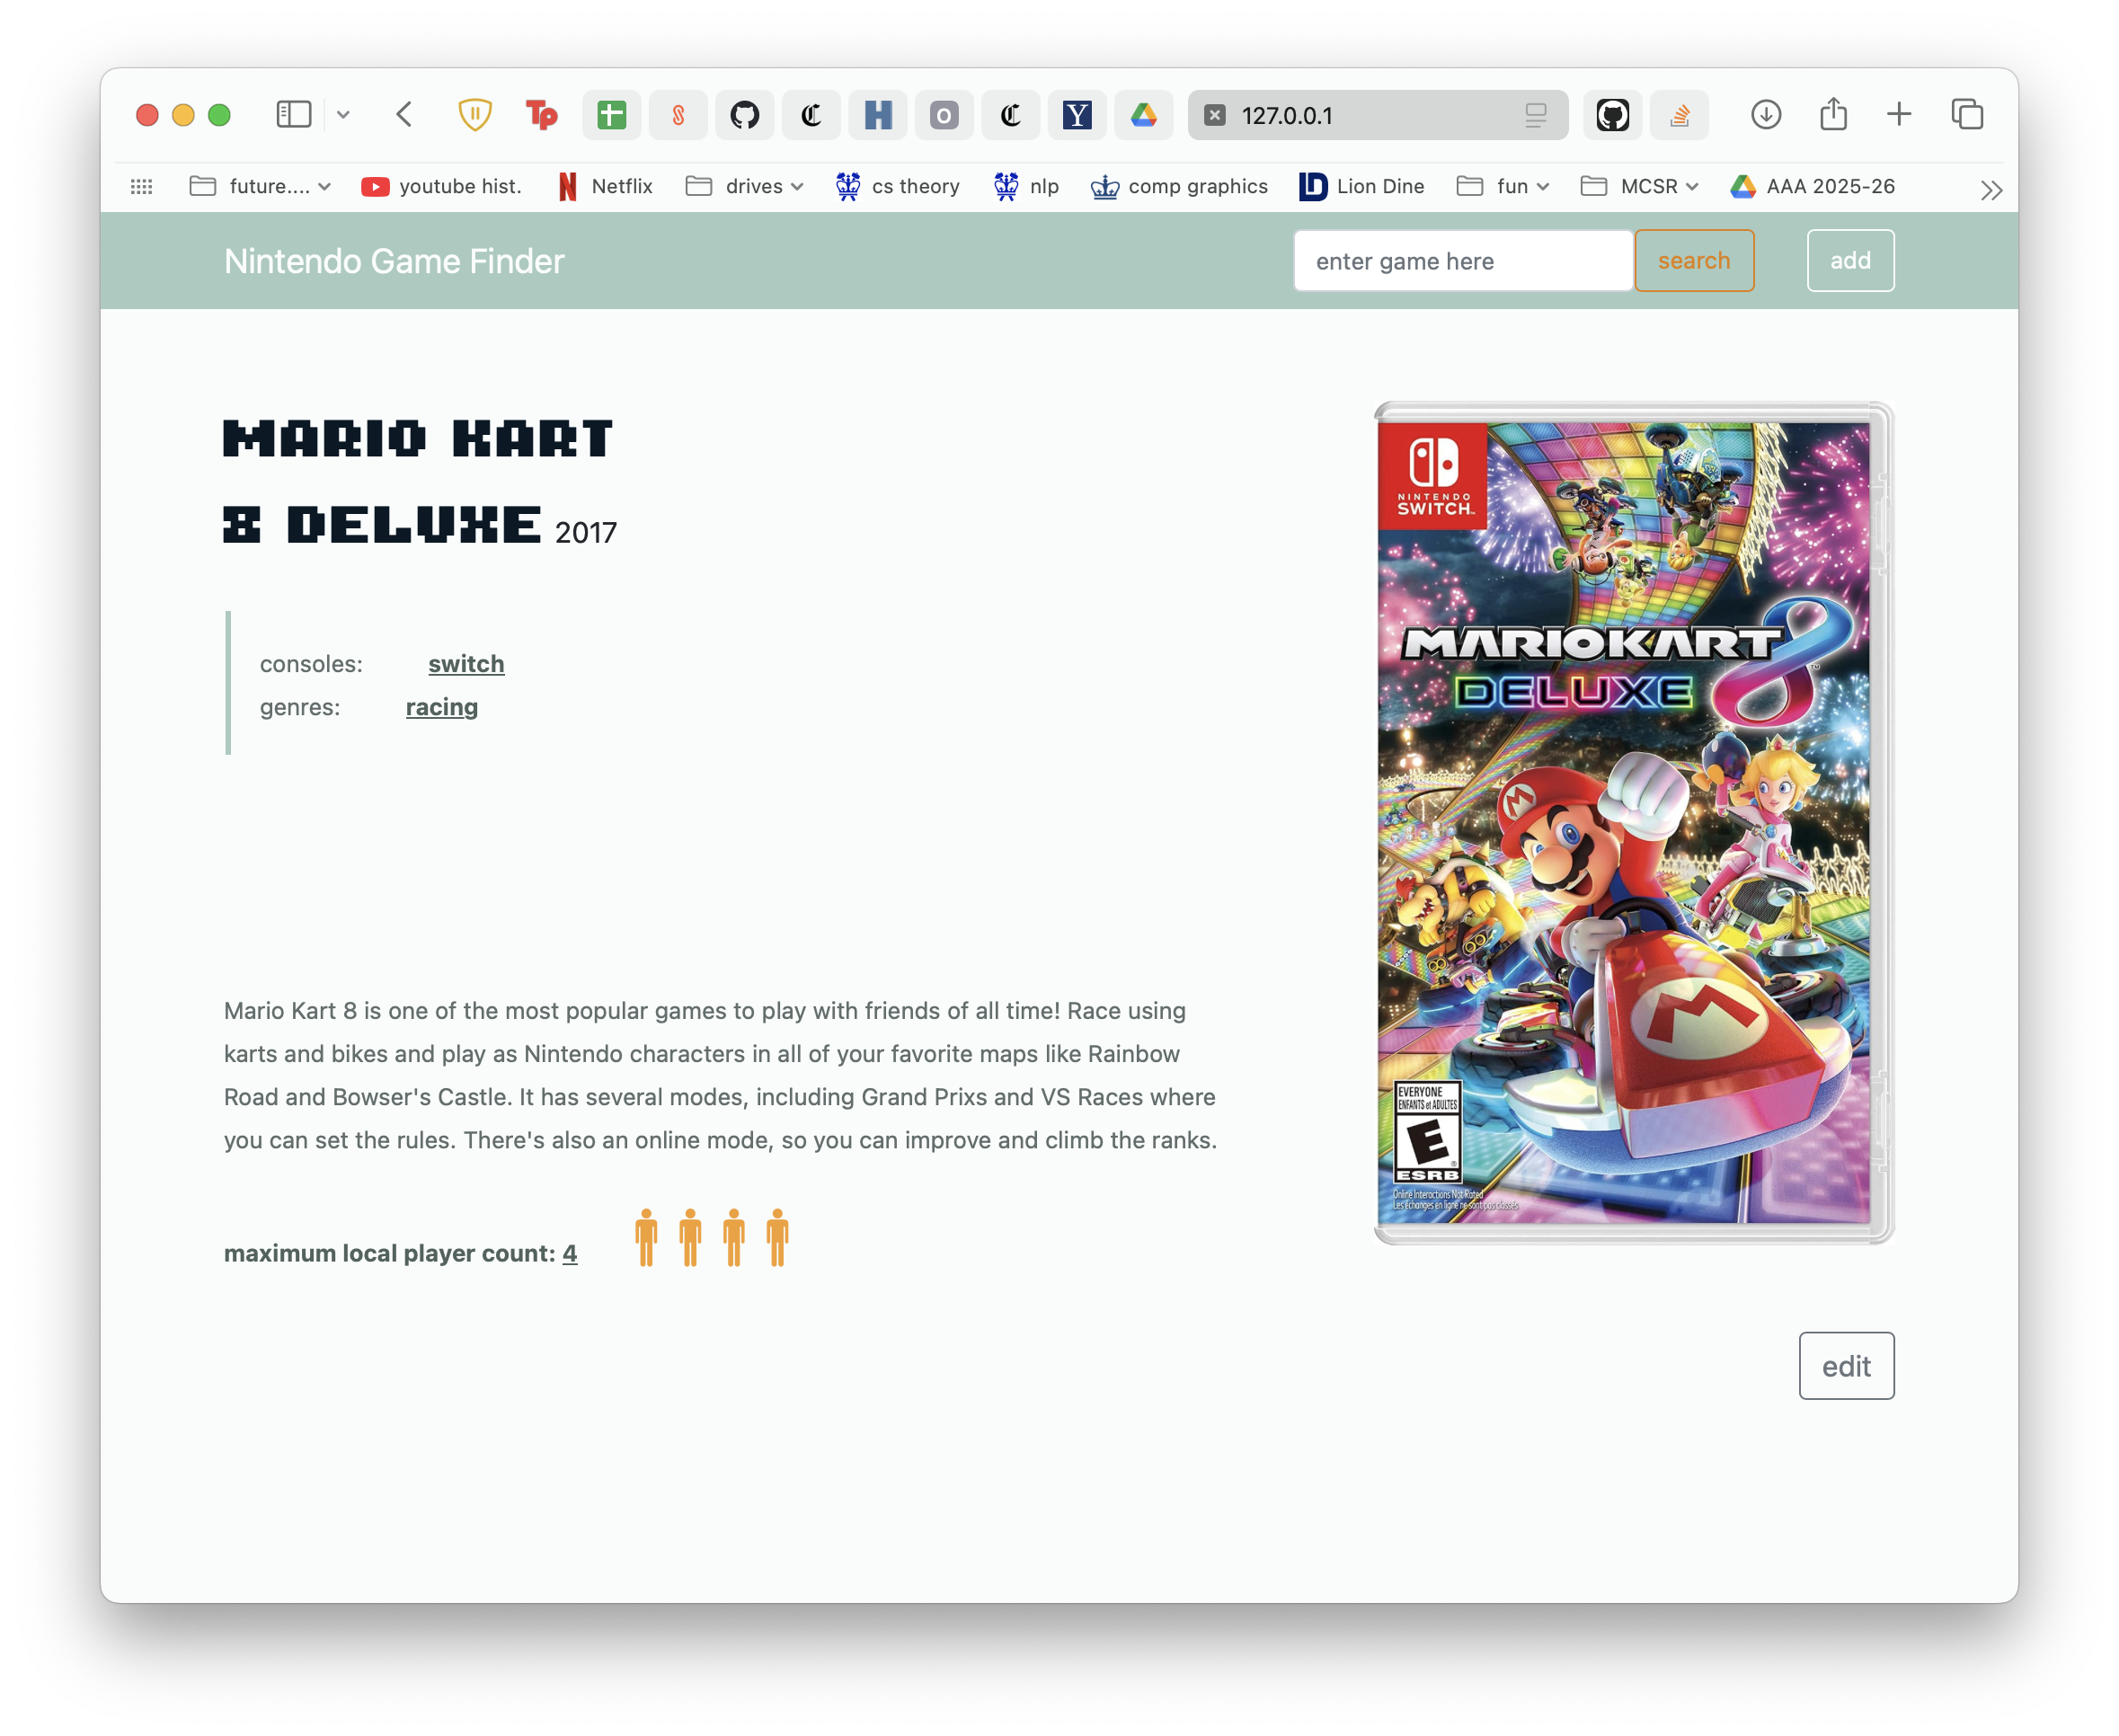 127.0.0.1
future.... youtube hist. Netflix drives cs theory nlp comp graphics Lion Dine fun MCSR AAA 2025-26
Nintendo Game Finder
enter game here
search
add
MARIO KART
8 DELUXE 2017
consoles: switch
genres: racing
Mario Kart 8 is one of the most popular games to play with friends of all time! Race using
karts and bikes and play as Nintendo characters in all of your favorite maps like Rainbow
Road and Bowser's Castle. It has several modes, including Grand Prixs and VS Races where
you can set the rules. There's also an online mode, so you can improve and climb the ranks.
maximum local player count: 4
NINTENDO
SWITCH™
MARIOKART 8™
DELUXE
EVERYONE
ENFANTS et ADULTES
E
ESRB
Online Interactions Not Rated
Les échanges en ligne ne sont pas classés
edit